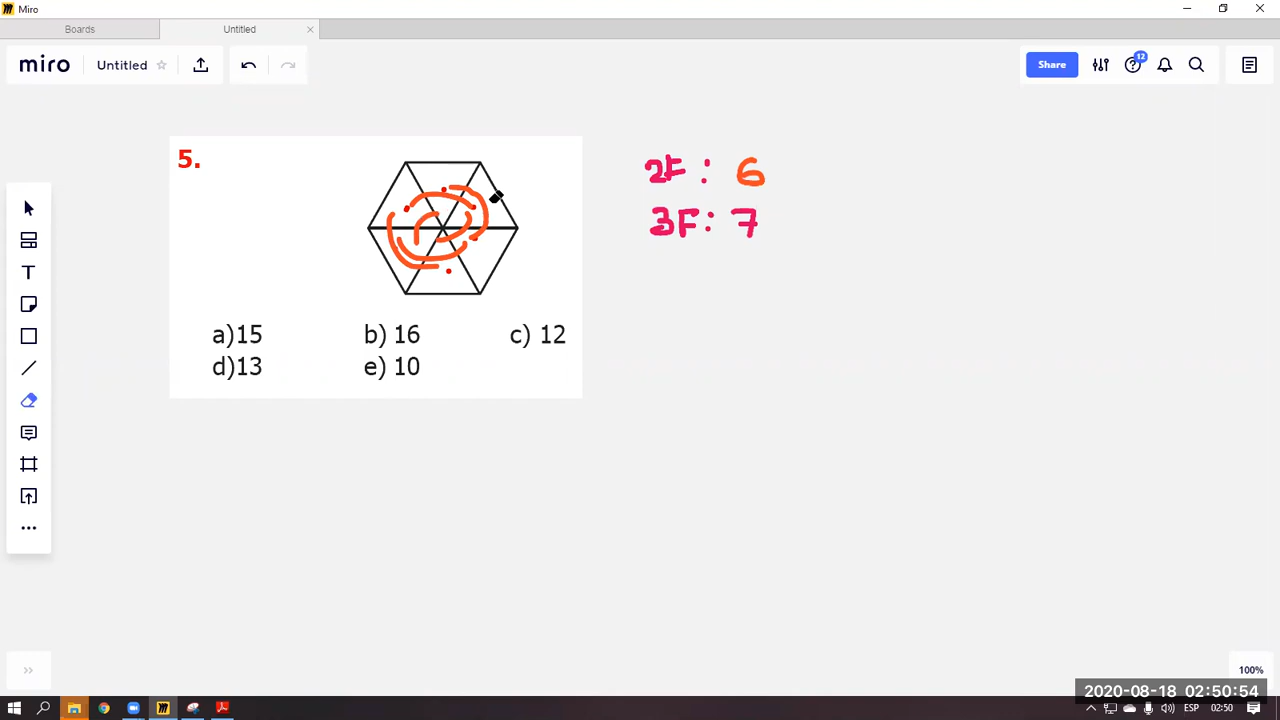 Miro
Boards
Untitled
miro
Untitled
Share
12
5.
2F : 6
3F : 7
a)15
b) 16
c) 12
d)13
e) 10
T
100%
2020-08-18 02:50:54
ESP
02:50